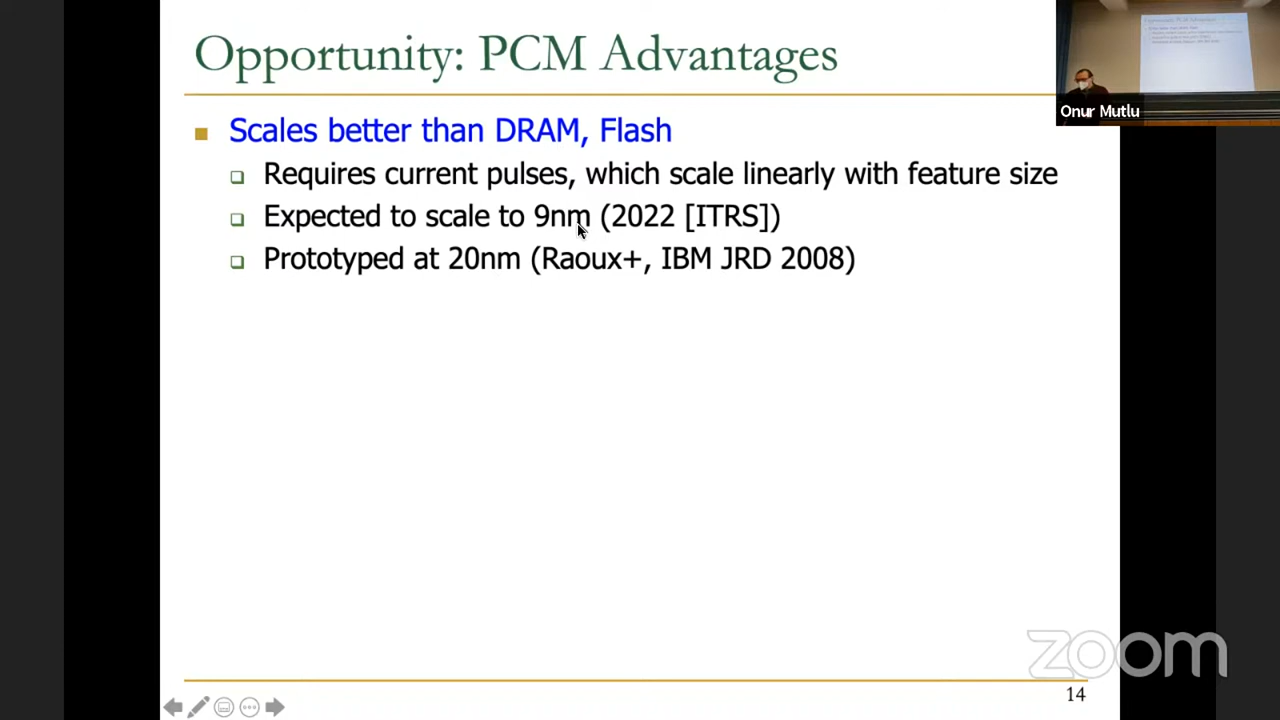 Opportunity: PCM Advantages
Scales better than DRAM, Flash
Requires current pulses, which scale linearly with feature size
Expected to scale to 9nm (2022 [ITRS])
Prototyped at 20nm (Raoux+, IBM JRD 2008)
Onur Mutlu
zoom
14